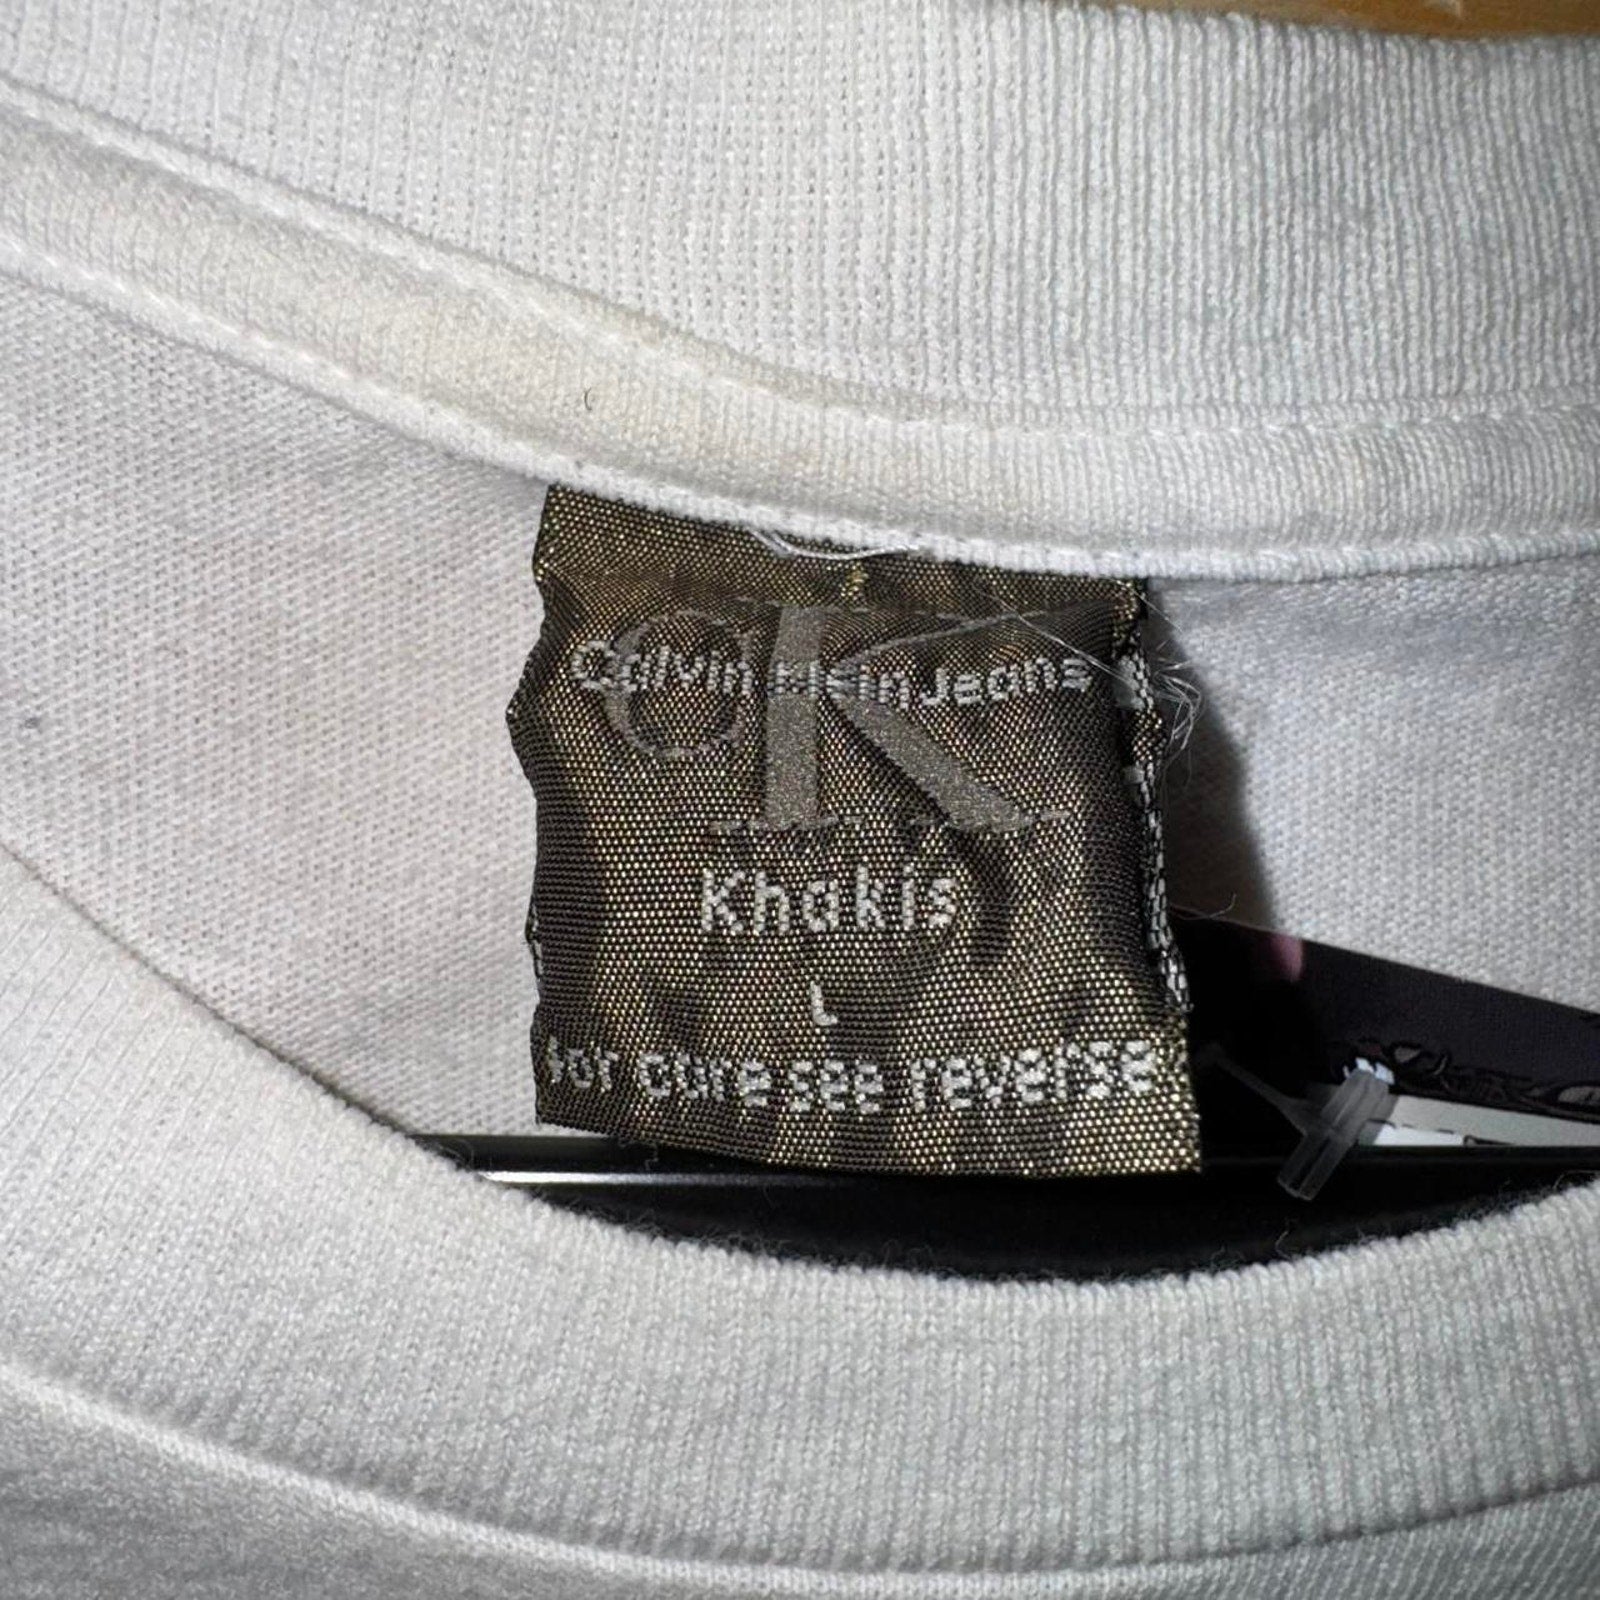 cK
Calvin Klein Jeans
Khakis
L
for care see reverse